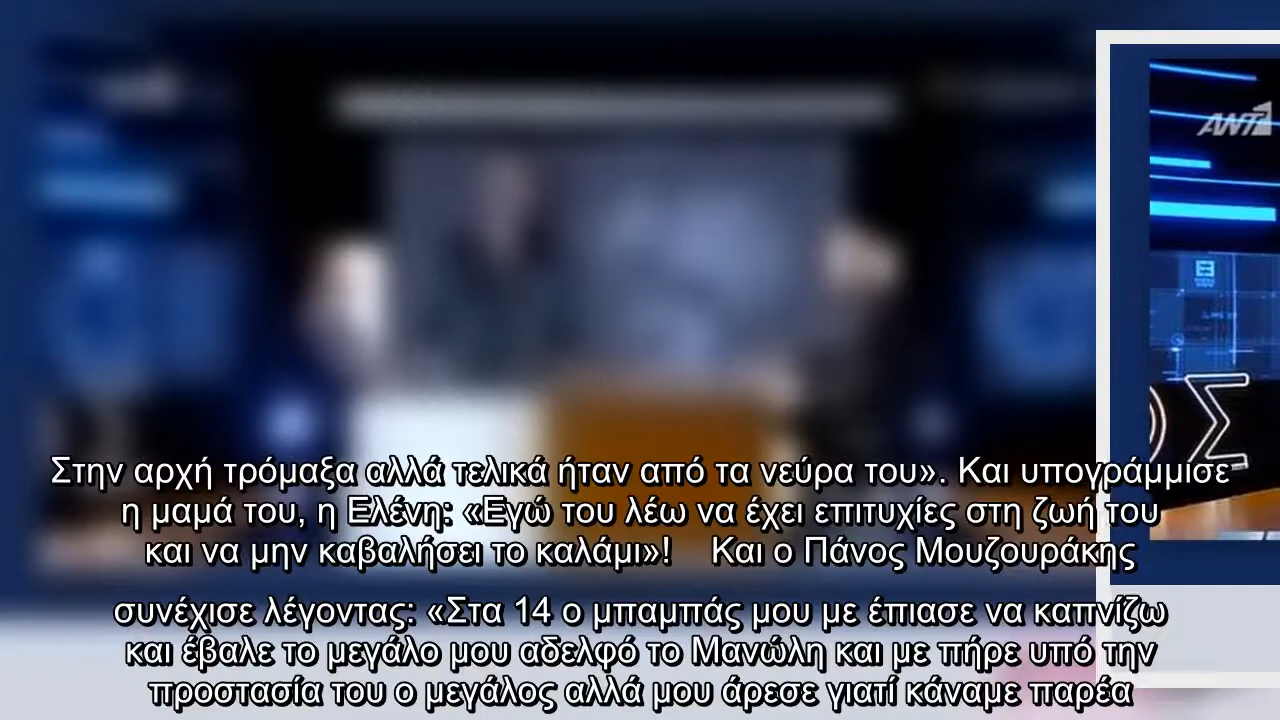 ANT1
ΟΣ
Στην αρχή τρόμαξα αλλά τελικά ήταν από τα νεύρα του». Και υπογράμμισε
η μαμά του, η Ελένη: «Εγώ του λέω να έχει επιτυχίες στη ζωή του
και να μην καβαλήσει το καλάμι»! Και ο Πάνος Μουζουράκης
συνέχισε λέγοντας: «Στα 14 ο μπαμπάς μου με έπιασε να καπνίζω
και έβαλε το μεγάλο μου αδελφό το Μανώλη και με πήρε υπό την
προστασία του ο μεγάλος αλλά μου άρεσε γιατί κάναμε παρέα